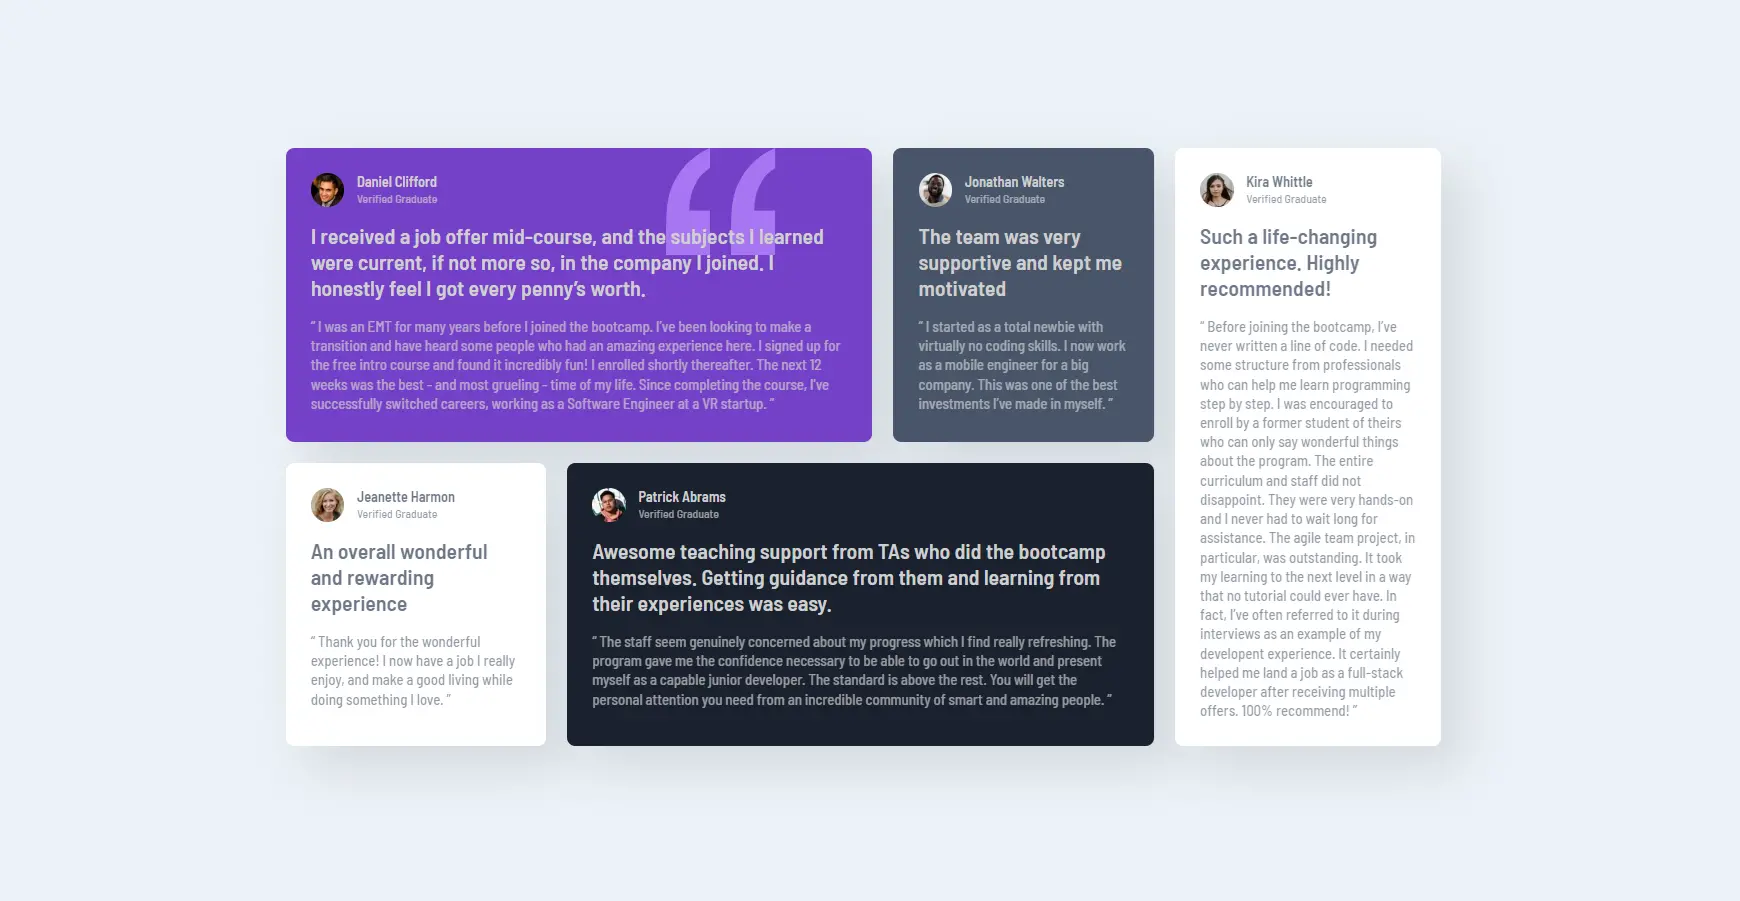 Daniel Clifford
Verified Graduate
I received a job offer mid-course, and the subjects I learned
were current, if not more so, in the company I joined. I
honestly feel I got every penny’s worth.
“ I was an EMT for many years before I joined the bootcamp. I’ve been looking to make a
transition and have heard some people who had an amazing experience here. I signed up for
the free intro course and found it incredibly fun! I enrolled shortly thereafter. The next 12
weeks was the best - and most grueling - time of my life. Since completing the course, I’ve
successfully switched careers, working as a Software Engineer at a VR startup. ”
Jonathan Walters
Verified Graduate
The team was very
supportive and kept me
motivated
“ I started as a total newbie with
virtually no coding skills. I now work
as a mobile engineer for a big
company. This was one of the best
investments I’ve made in myself. ”
Kira Whittle
Verified Graduate
Such a life-changing
experience. Highly
recommended!
“ Before joining the bootcamp, I’ve
never written a line of code. I needed
some structure from professionals
who can help me learn programming
step by step. I was encouraged to
enroll by a former student of theirs
who can only say wonderful things
about the program. The entire
curriculum and staff did not
disappoint. They were very hands-on
and I never had to wait long for
assistance. The agile team project, in
particular, was outstanding. It took
my learning to the next level in a way
that no tutorial could ever have. In
fact, I’ve often referred to it during
interviews as an example of my
developent experience. It certainly
helped me land a job as a full-stack
developer after receiving multiple
offers. 100% recommend! ”
Jeanette Harmon
Verified Graduate
An overall wonderful
and rewarding
experience
“ Thank you for the wonderful
experience! I now have a job I really
enjoy, and make a good living while
doing something I love. ”
Patrick Abrams
Verified Graduate
Awesome teaching support from TAs who did the bootcamp
themselves. Getting guidance from them and learning from
their experiences was easy.
“ The staff seem genuinely concerned about my progress which I find really refreshing. The
program gave me the confidence necessary to be able to go out in the world and present
myself as a capable junior developer. The standard is above the rest. You will get the
personal attention you need from an incredible community of smart and amazing people. ”